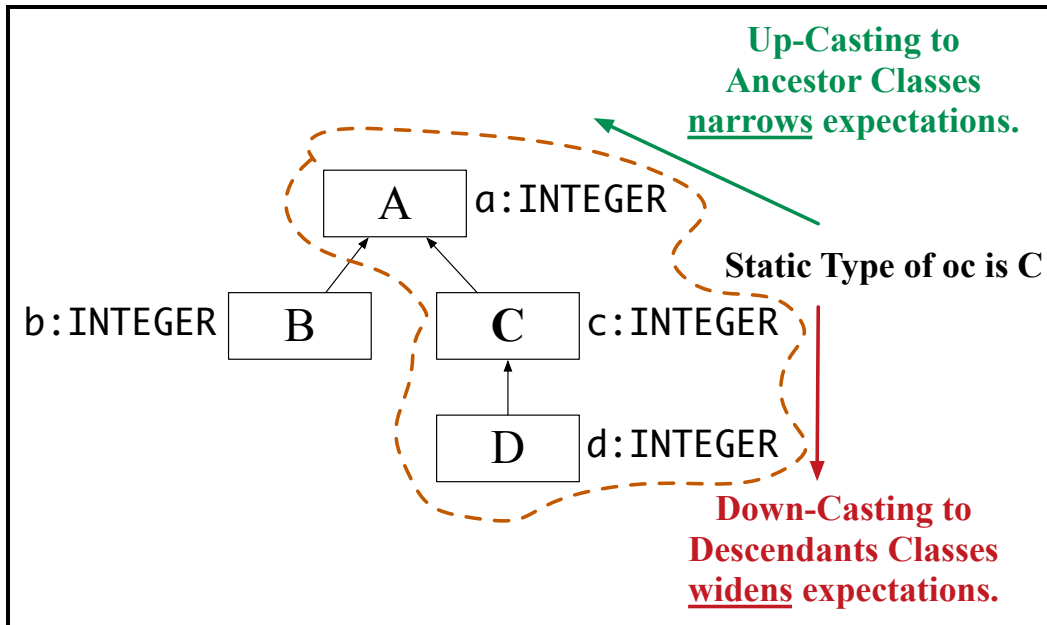 Up-Casting to
Ancestor Classes
narrows expectations.
A
a:INTEGER
Static Type of oc is C
b:INTEGER
B
C
c:INTEGER
D
d:INTEGER
Down-Casting to
Descendants Classes
widens expectations.